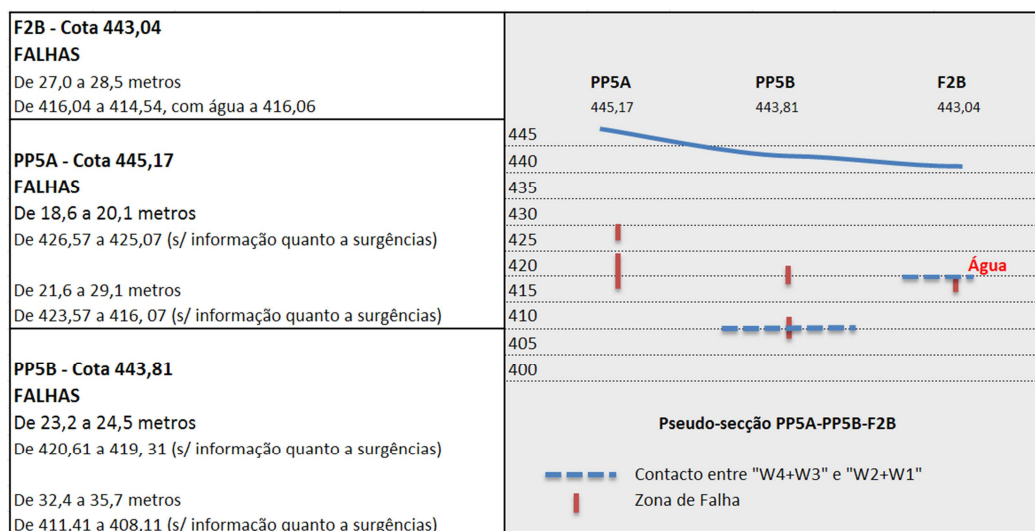 F2B - Cota 443,04
FALHAS
De 27,0 a 28,5 metros
De 416,04 a 414,54, com água a 416,06
PP5A - Cota 445,17
FALHAS
De 18,6 a 20,1 metros
De 426,57 a 425,07 (s/ informação quanto a surgências)
De 21,6 a 29,1 metros
De 423,57 a 416, 07 (s/ informação quanto a surgências)
PP5B - Cota 443,81
FALHAS
De 23,2 a 24,5 metros
De 420,61 a 419, 31 (s/ informação quanto a surgências)
De 32,4 a 35,7 metros
De 411,41 a 408,11 (s/ informação quanto a surgências)
PP5A PP5B F2B
445,17 443,81 443,04
445
440
435
430
425
420
Água
415
410
405
400
Pseudo-secção PP5A-PP5B-F2B
Contacto entre "W4+W3" e "W2+W1"
Zona de Falha